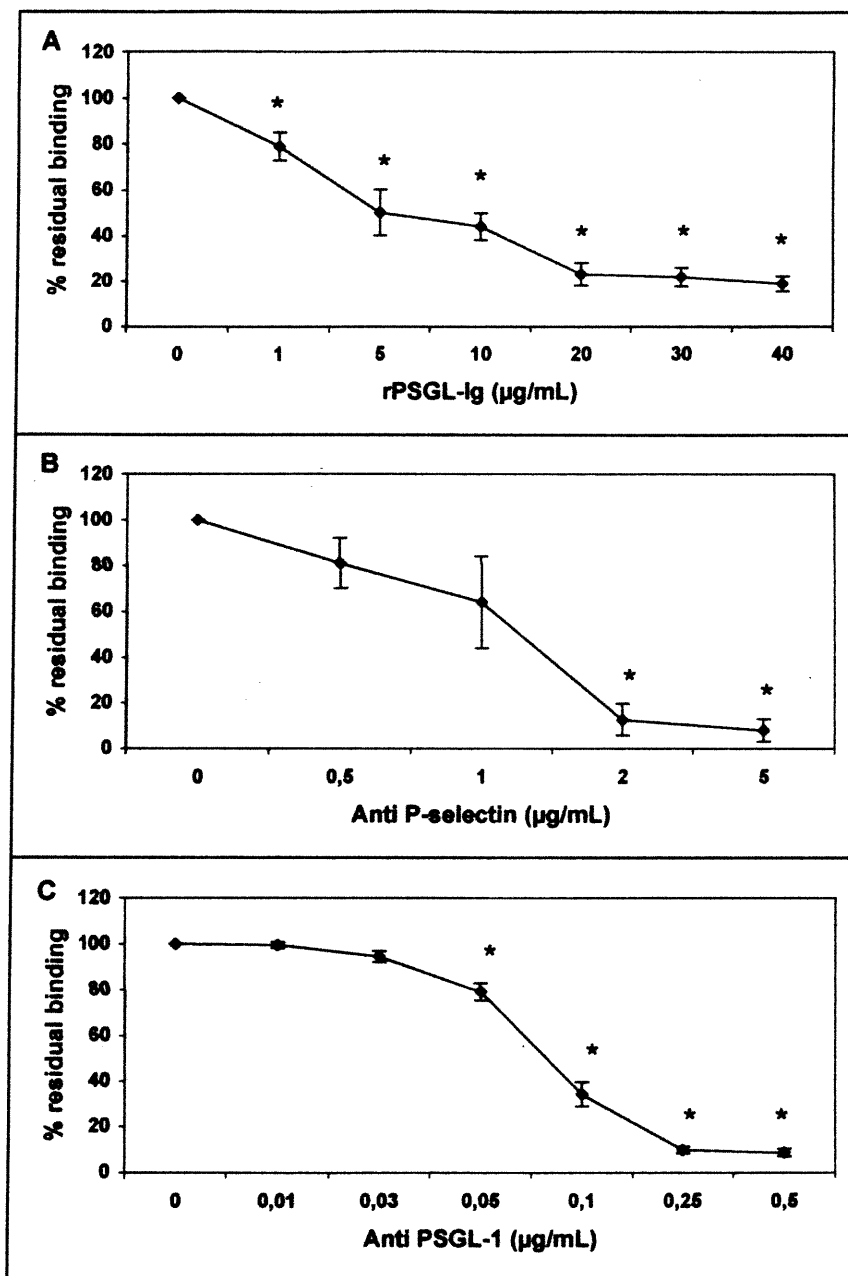 A
120
100
80
60
40
20
0
% residual binding
*
*
*
*
*
*
0 1 5 10 20 30 40
rPSGL-Ig (µg/mL)
B
120
100
80
60
40
20
0
% residual binding
*
*
0 0,5 1 2 5
Anti P-selectin (µg/mL)
C
120
100
80
60
40
20
0
% residual binding
*
*
*
*
0 0,01 0,03 0,05 0,1 0,25 0,5
Anti PSGL-1 (µg/mL)